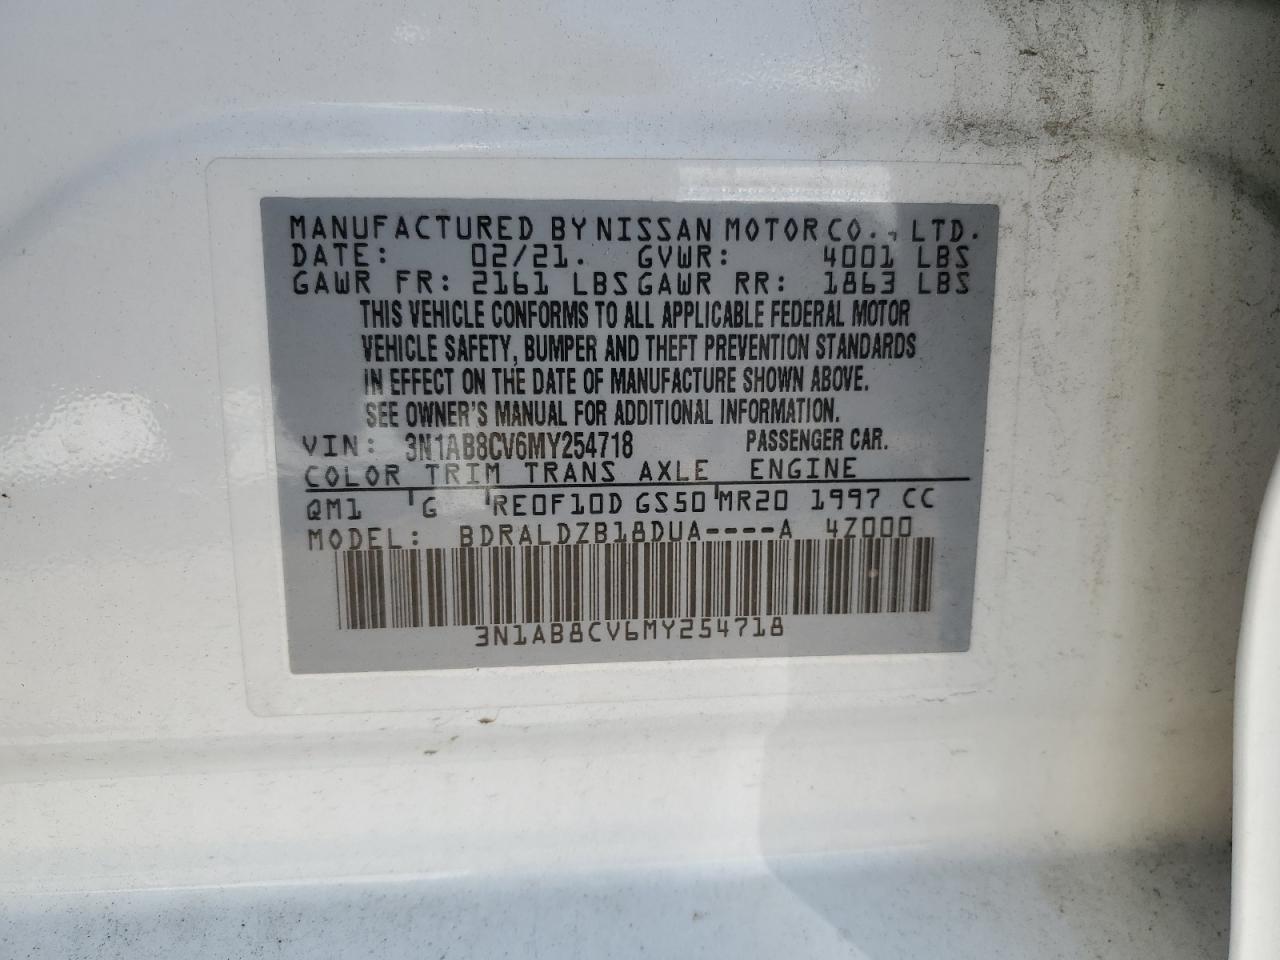 MANUFACTURED BY NISSAN MOTOR CO., LTD.
DATE: 02/21. GVWR: 4001 LBS
GAWR FR: 2161 LBS GAWR RR: 1863 LBS
THIS VEHICLE CONFORMS TO ALL APPLICABLE FEDERAL MOTOR
VEHICLE SAFETY, BUMPER AND THEFT PREVENTION STANDARDS
IN EFFECT ON THE DATE OF MANUFACTURE SHOWN ABOVE.
SEE OWNER'S MANUAL FOR ADDITIONAL INFORMATION.
VIN: 3N1AB8CV6MY254718 PASSENGER CAR.
COLOR TRIM TRANS AXLE ENGINE
QM1 G RE0F10D GS50 MR20 1997 CC
MODEL: BDRALDZB18DUA----A 4Z000
3N1AB8CV6MY254718